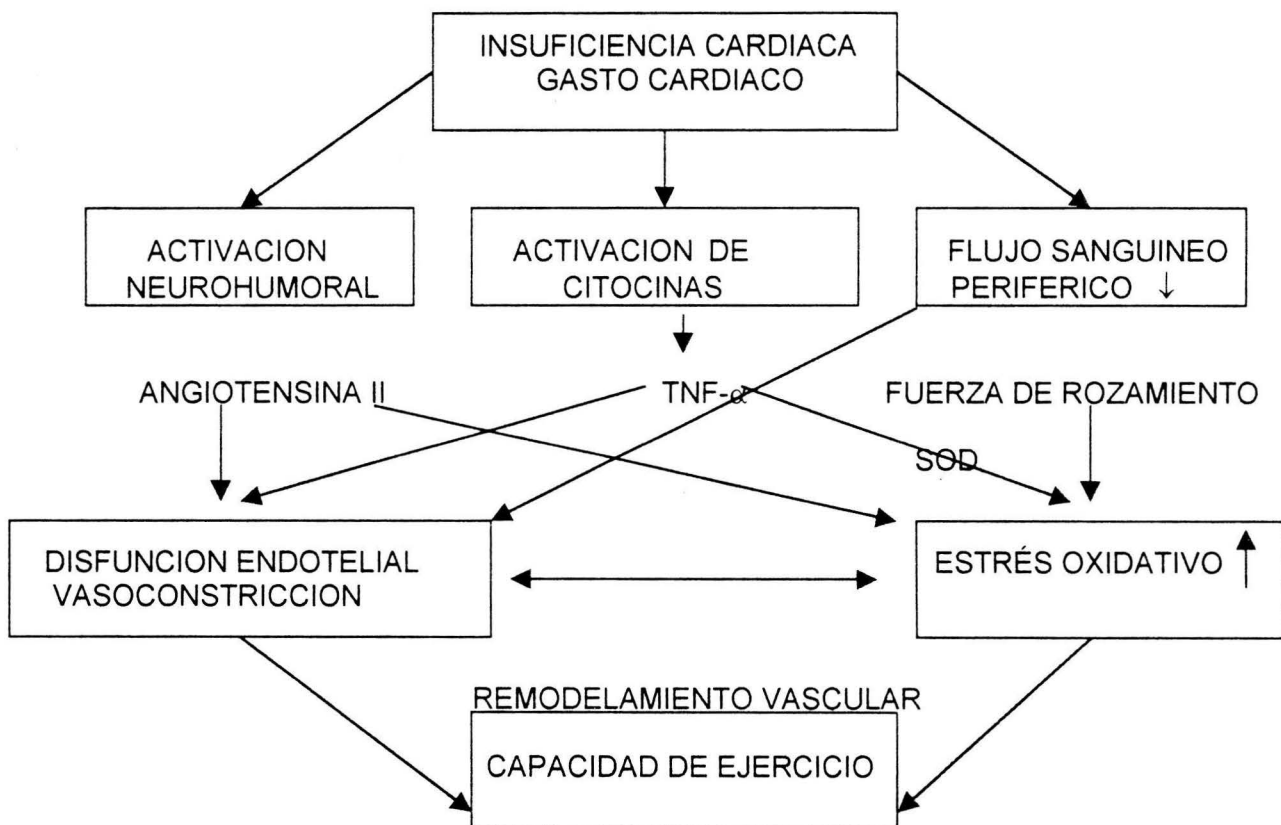 INSUFICIENCIA CARDIACA
GASTO CARDIACO
ACTIVACION
NEUROHUMORAL
ACTIVACION DE
CITOCINAS
FLUJO SANGUINEO
PERIFERICO ↓
ANGIOTENSINA II
TNF-α
FUERZA DE ROZAMIENTO
SOD
DISFUNCION ENDOTELIAL
VASOCONSTRICCION
ESTRÉS OXIDATIVO
REMODELAMIENTO VASCULAR
CAPACIDAD DE EJERCICIO